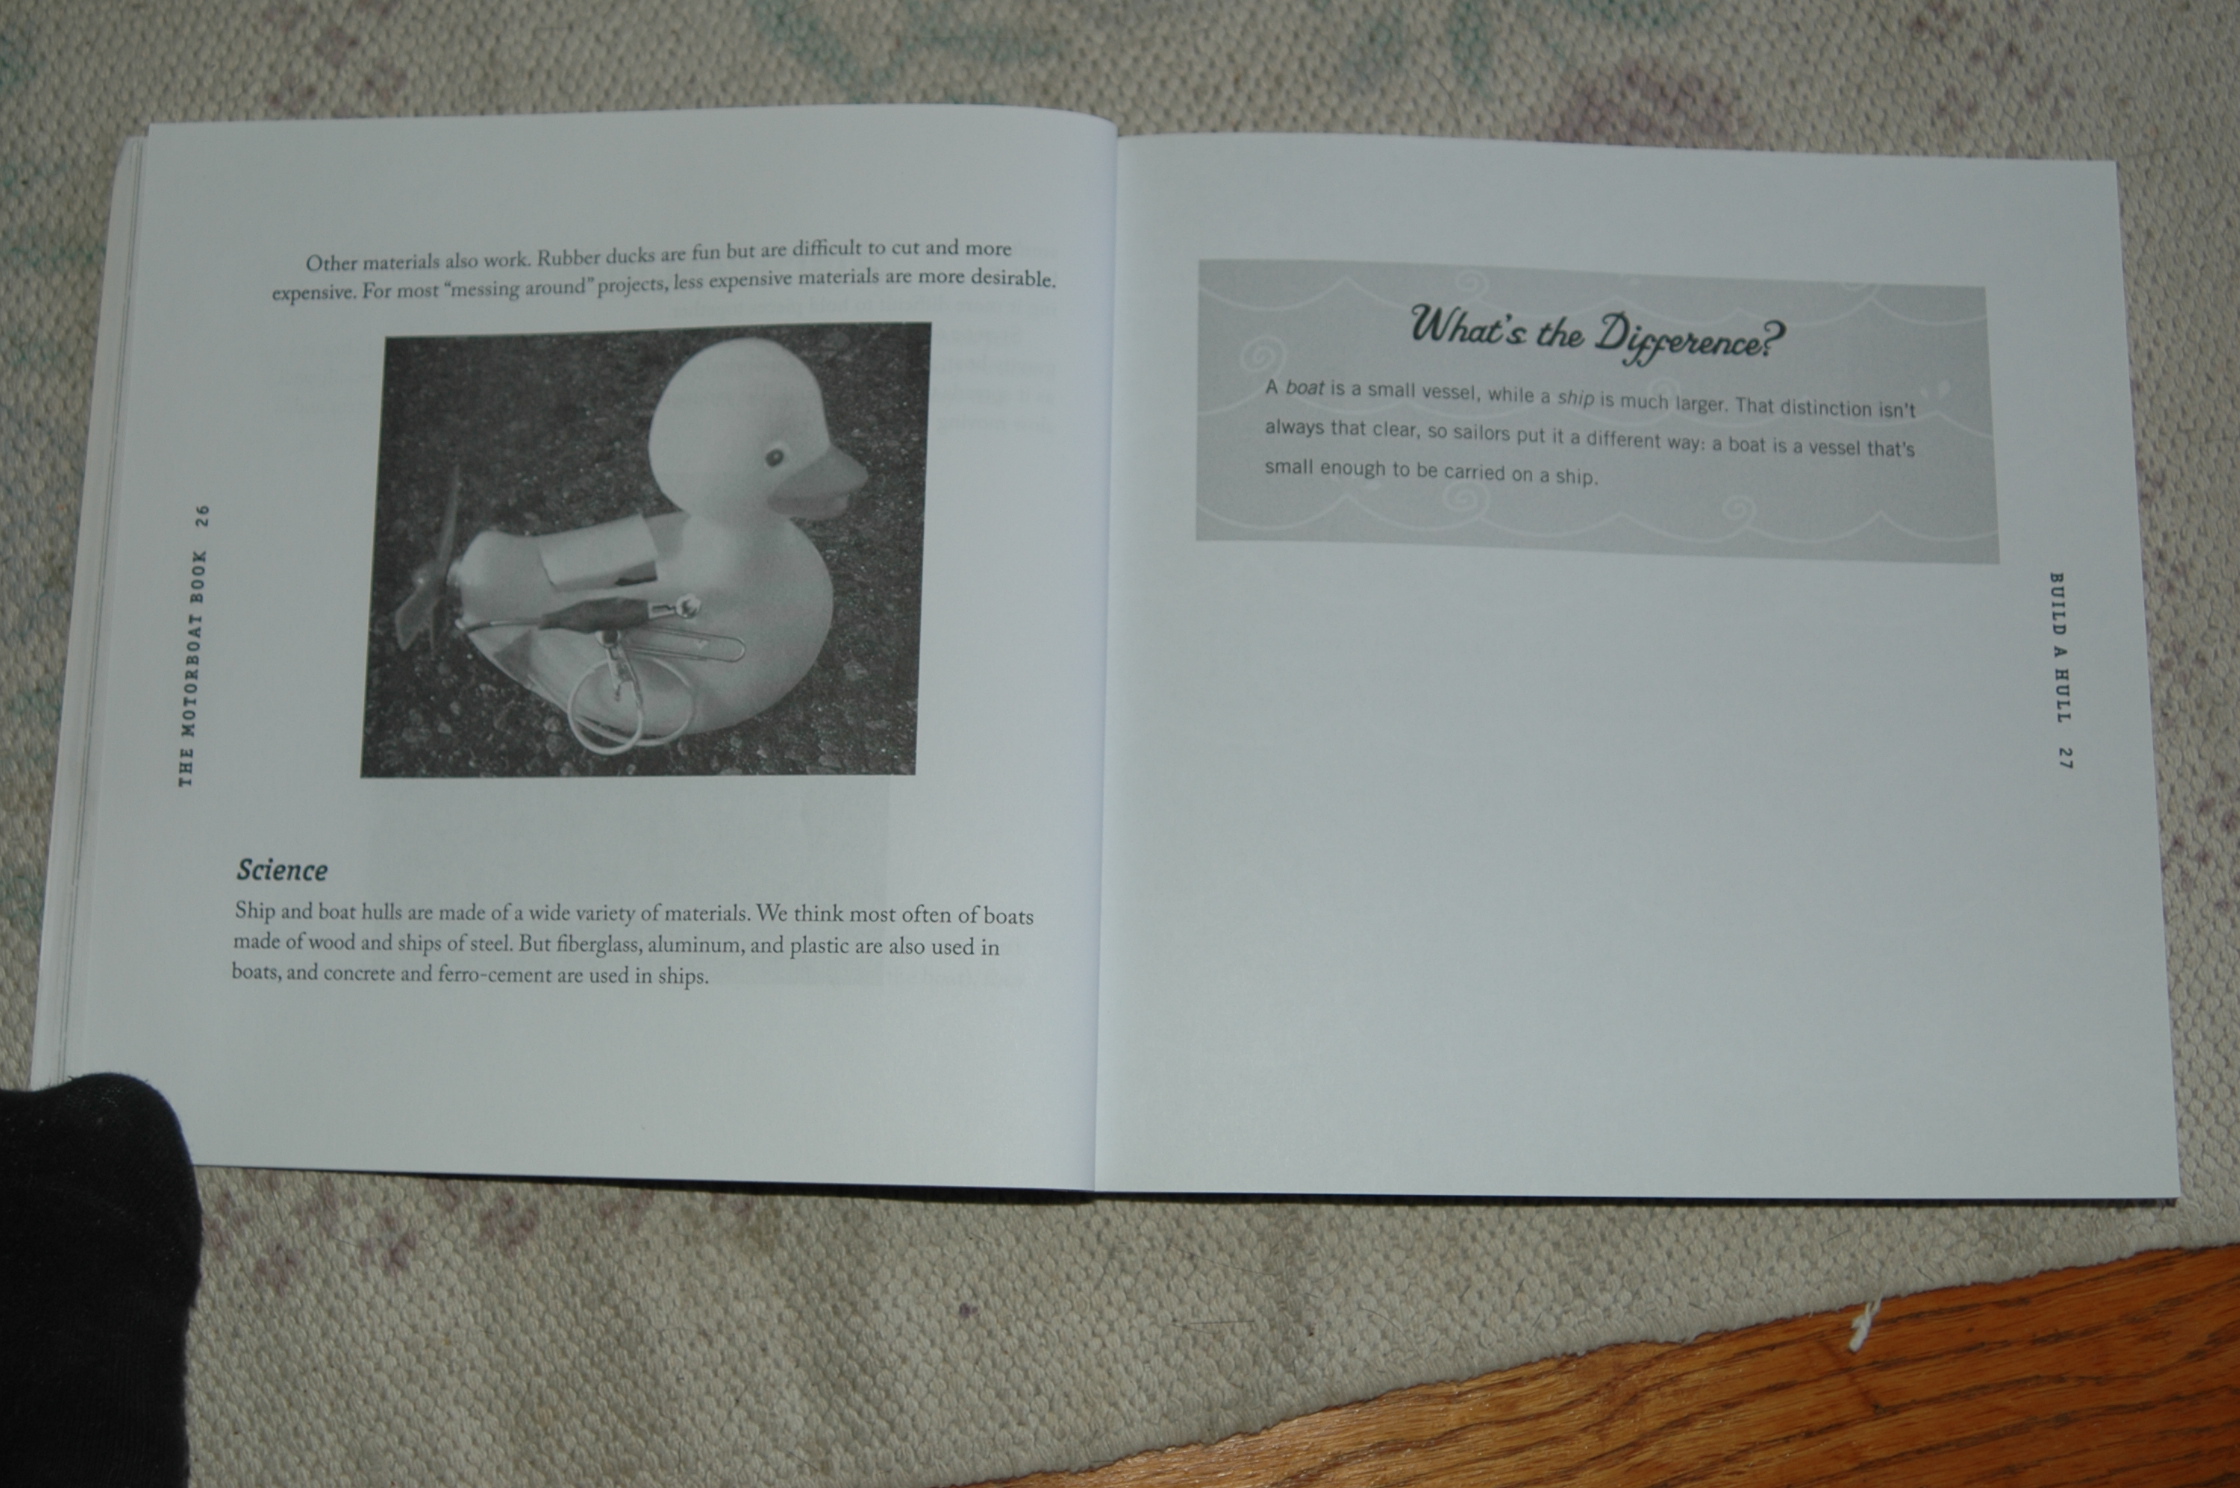 Other materials also work. Rubber ducks are fun but are difficult to cut and more
expensive. For most “messing around” projects, less expensive materials are more desirable.
Science
Ship and boat hulls are made of a wide variety of materials. We think most often of boats
made of wood and ships of steel. But fiberglass, aluminum, and plastic are also used in
boats, and concrete and ferro-cement are used in ships.
THE MOTORBOAT BOOK 26
What's the Difference?
A boat is a small vessel, while a ship is much larger. That distinction isn't
always that clear, so sailors put it a different way: a boat is a vessel that's
small enough to be carried on a ship.
BUILD A HULL 27